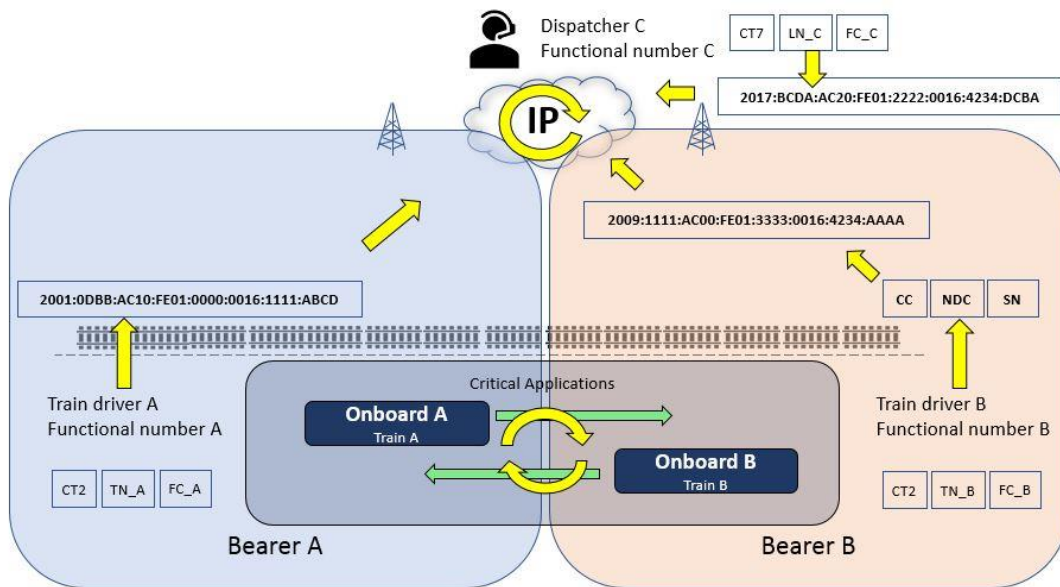 Dispatcher C
Functional number C
CT7
LN_C
FC_C
2017:BCDA:AC20:FE01:2222:0016:4234:DCBA
IP
2009:1111:AC00:FE01:3333:0016:4234:AAAA
2001:0DBB:AC10:FE01:0000:0016:1111:ABCD
CC
NDC
SN
Critical Applications
Train driver A
Functional number A
Onboard A
Train A
Train driver B
Functional number B
Onboard B
Train B
CT2
TN_A
FC_A
CT2
TN_B
FC_B
Bearer A
Bearer B